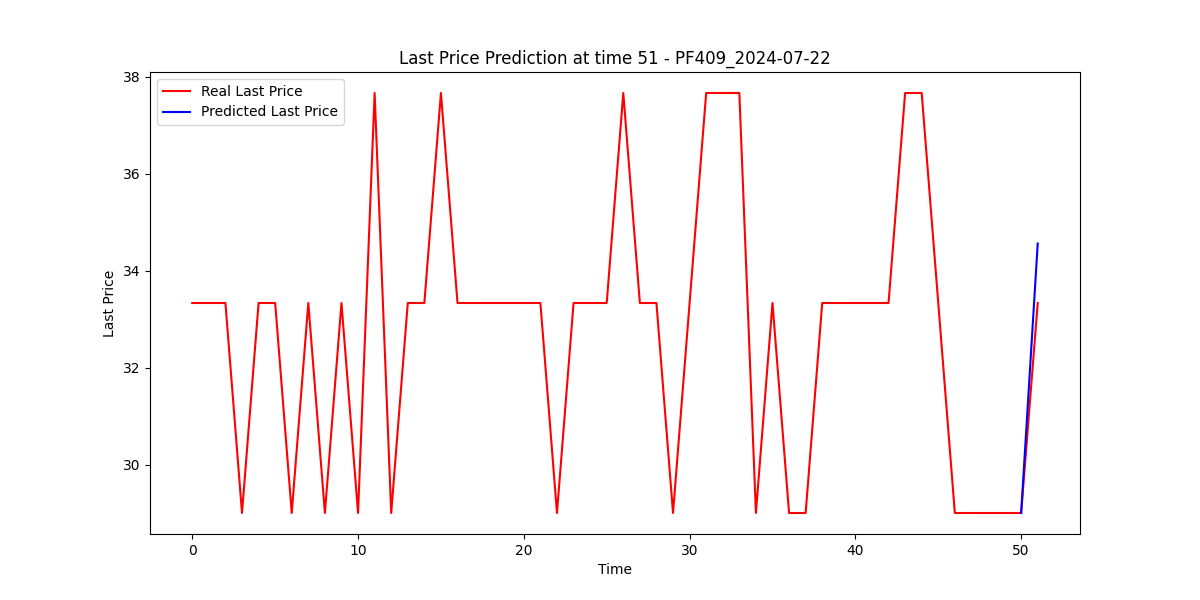 Last Price Prediction at time 51 - PF409_2024-07-22
Real Last Price
Predicted Last Price
Last Price
38
36
34
32
30
0 10 20 30 40 50
Time